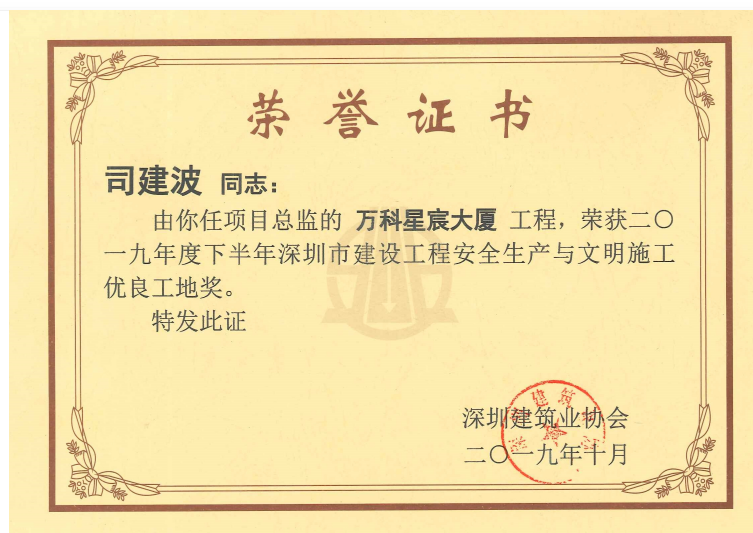 荣誉证书
司建波 同志：
由你任项目总监的 万科星宸大厦 工程，荣获二〇
一九年度下半年深圳市建设工程安全生产与文明施工
优良工地奖。
特发此证
深圳建筑业协会
二〇一九年十月